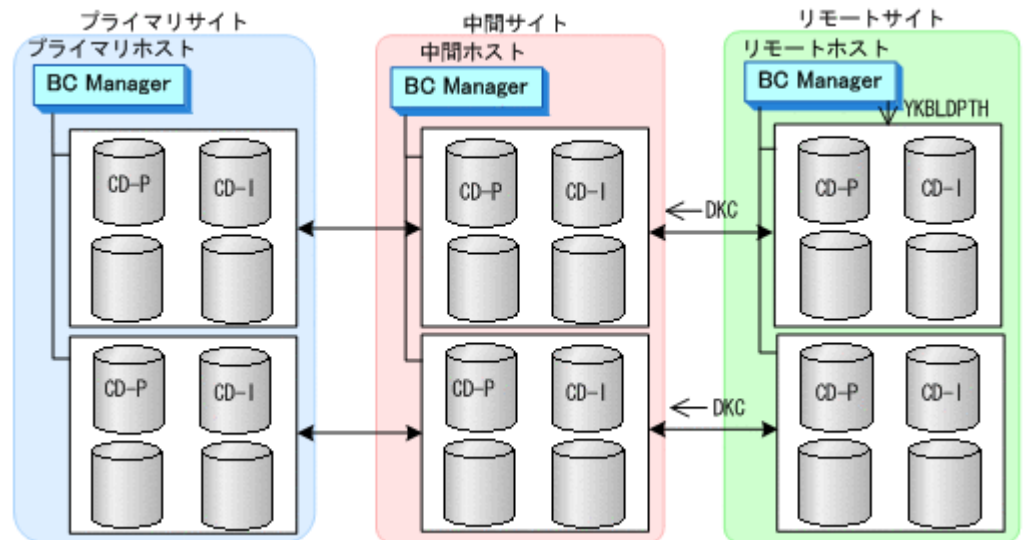 プライマリサイト
プライマリホスト
BC Manager
CD-P
CD-I
CD-P
CD-I
中間サイト
中間ホスト
BC Manager
CD-P
CD-I
CD-P
CD-I
←DKC
←DKC
リモートサイト
リモートホスト
BC Manager
↓YKBLDPTH
CD-P
CD-I
CD-P
CD-I